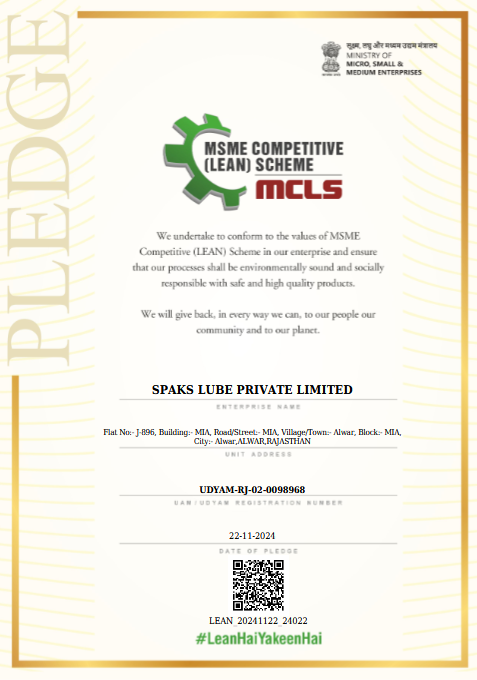 PLEDGE
सूक्ष्म, लघु और मध्यम उद्यम मंत्रालय
MINISTRY OF
MICRO, SMALL &
MEDIUM ENTERPRISES
MSME COMPETITIVE
(LEAN) SCHEME
MCLS
We undertake to conform to the values of MSME
Competitive (LEAN) Scheme in our enterprise and ensure
that our processes shall be environmentally sound and socially
responsible with safe and high quality products.
We will give back, in every way we can, to our people our
community and to our planet.
SPAKS LUBE PRIVATE LIMITED
ENTERPRISE NAME
Flat No:- J-896, Building:- MIA, Road/Street:- MIA, Village/Town:- Alwar, Block:- MIA,
City:- Alwar,ALWAR,RAJASTHAN
UNIT ADDRESS
UDYAM-RJ-02-0098968
UAM/UDYAM REGISTRATION NUMBER
22-11-2024
DATE OF PLEDGE
LEAN_20241122_24022
#LeanHaiYakeenHai